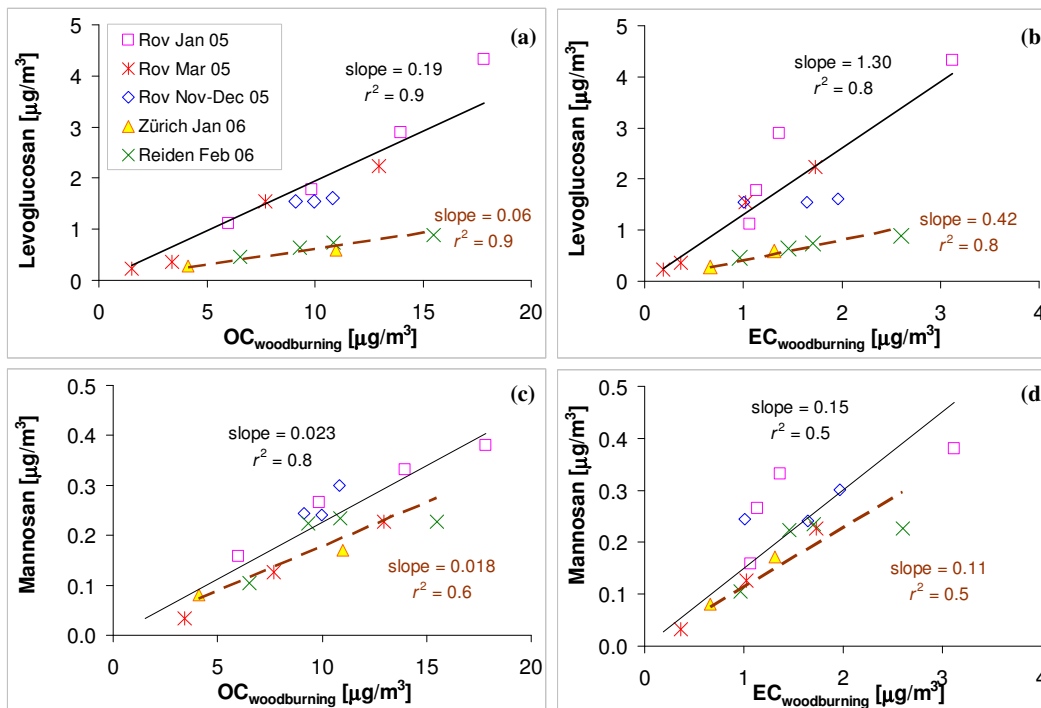 (a)
5
4
3
2
1
0
Levoglucosan [µg/m³]
Rov Jan 05
Rov Mar 05
Rov Nov-Dec 05
Zürich Jan 06
Reiden Feb 06
slope = 0.19
r² = 0.9
slope = 0.06
r² = 0.9
0 5 10 15 20
OCwoodburning [µg/m³]
(b)
5
4
3
2
1
0
Levoglucosan [µg/m³]
slope = 1.30
r² = 0.8
slope = 0.42
r² = 0.8
0 1 2 3 4
ECwoodburning [µg/m³]
(c)
0.5
0.4
0.3
0.2
0.1
0.0
Mannosan [µg/m³]
slope = 0.023
r² = 0.8
slope = 0.018
r² = 0.6
0 5 10 15 20
OCwoodburning [µg/m³]
(d)
0.5
0.4
0.3
0.2
0.1
0.0
Mannosan [µg/m³]
slope = 0.15
r² = 0.5
slope = 0.11
r² = 0.5
0 1 2 3 4
ECwoodburning [µg/m³]